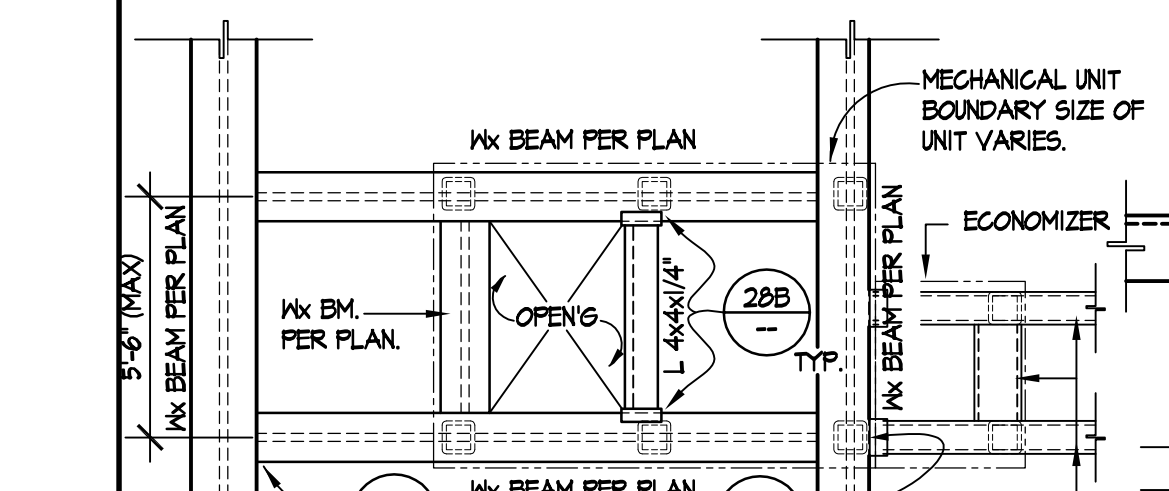 MECHANICAL UNIT
BOUNDARY SIZE OF
UNIT VARIES.
Wx BEAM PER PLAN
Wx BEAM PER PLAN
ECONOMIZER
5'-6" (MAX)
Wx BEAM PER PLAN
Wx BM.
PER PLAN.
OPEN'G
L 4x4x1/4"
28B
--
TYP.
Wx BEAM PER PLAN